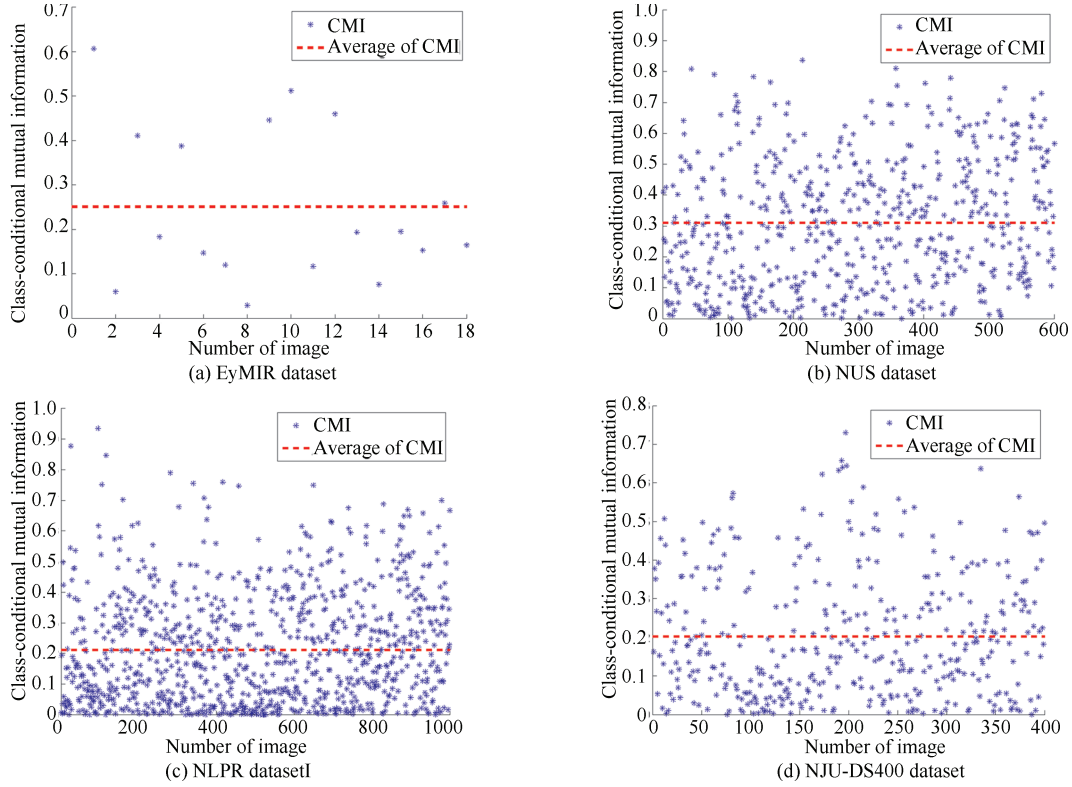 0.7
0.6
0.5
0.4
0.3
0.2
0.1
0
Class-conditional mutual information
CMI
Average of CMI
0 2 4 6 8 10 12 14 16 18
Number of image
(a) EyMIR dataset
1.0
0.9
0.8
0.7
0.6
0.5
0.4
0.3
0.2
0.1
0
Class-conditional mutual information
CMI
Average of CMI
0 100 200 300 400 500 600
Number of image
(b) NUS dataset
1.0
0.9
0.8
0.7
0.6
0.5
0.4
0.3
0.2
0.1
0
Class-conditional mutual information
CMI
Average of CMI
0 200 400 600 800 1000
Number of image
(c) NLPR datasetI
0.8
0.7
0.6
0.5
0.4
0.3
0.2
0.1
0
Class-conditional mutual information
CMI
Average of CMI
0 50 100 150 200 250 300 350 400
Number of image
(d) NJU-DS400 dataset